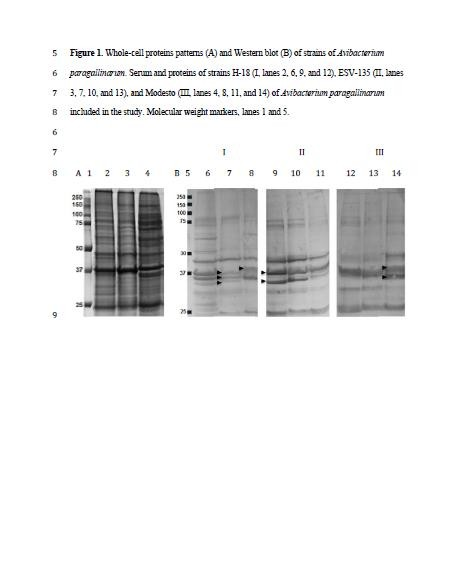 5 Figure 1. Whole-cell proteins patterns (A) and Western blot (B) of strains of Avibacterium
6 paragallinarum. Serum and proteins of strains H-18 (I, lanes 2, 6, 9, and 12), ESV-135 (II, lanes
7 3, 7, 10, and 13), and Modesto (III, lanes 4, 8, 11, and 14) of Avibacterium paragallinarum
8 included in the study. Molecular weight markers, lanes 1 and 5.
6
7 I II III
8 A 1 2 3 4 B 5 6 7 8 9 10 11 12 13 14
250 250
150 150
100 100
75 75
50
30
37 37
25 25
9